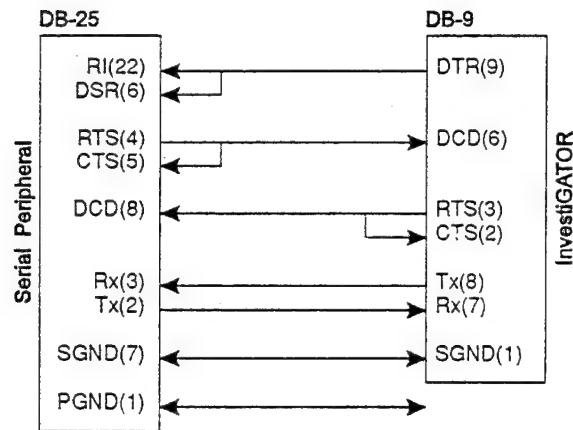 DB-25
DB-9
RI(22)
DTR(9)
DSR(6)
RTS(4)
DCD(6)
CTS(5)
DCD(8)
RTS(3)
CTS(2)
Rx(3)
Tx(8)
Tx(2)
Rx(7)
SGND(7)
SGND(1)
PGND(1)
Serial Peripheral
InvestiGATOR